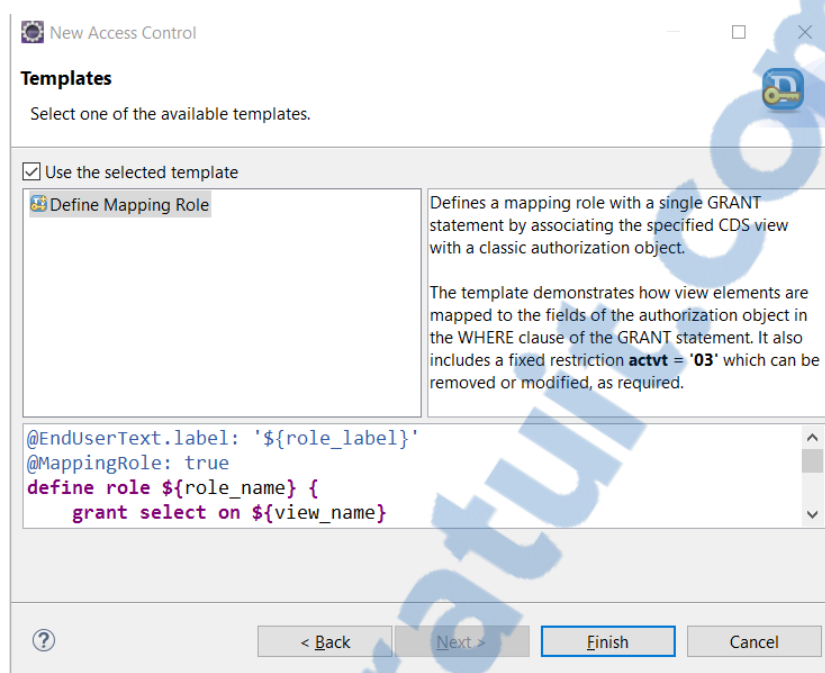 New Access Control
Templates
Select one of the available templates.
Use the selected template
Define Mapping Role
Defines a mapping role with a single GRANT
statement by associating the specified CDS view
with a classic authorization object.
The template demonstrates how view elements are
mapped to the fields of the authorization object in
the WHERE clause of the GRANT statement. It also
includes a fixed restriction actvt = '03' which can be
removed or modified, as required.
@EndUserText.label: '${role_label}'
@MappingRole: true
define role ${role_name} {
grant select on ${view_name}
< Back
Next >
Finish
Cancel
ratuit.com